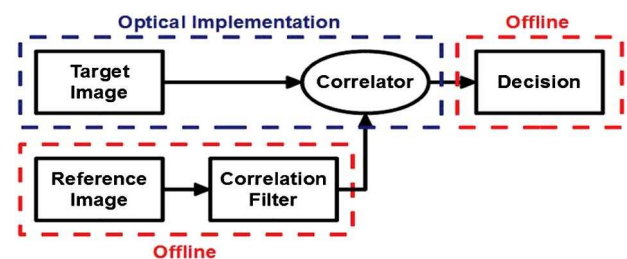 Optical Implementation
Offline
Target
Image
Correlator
Decision
Reference
Image
Correlation
Filter
Offline